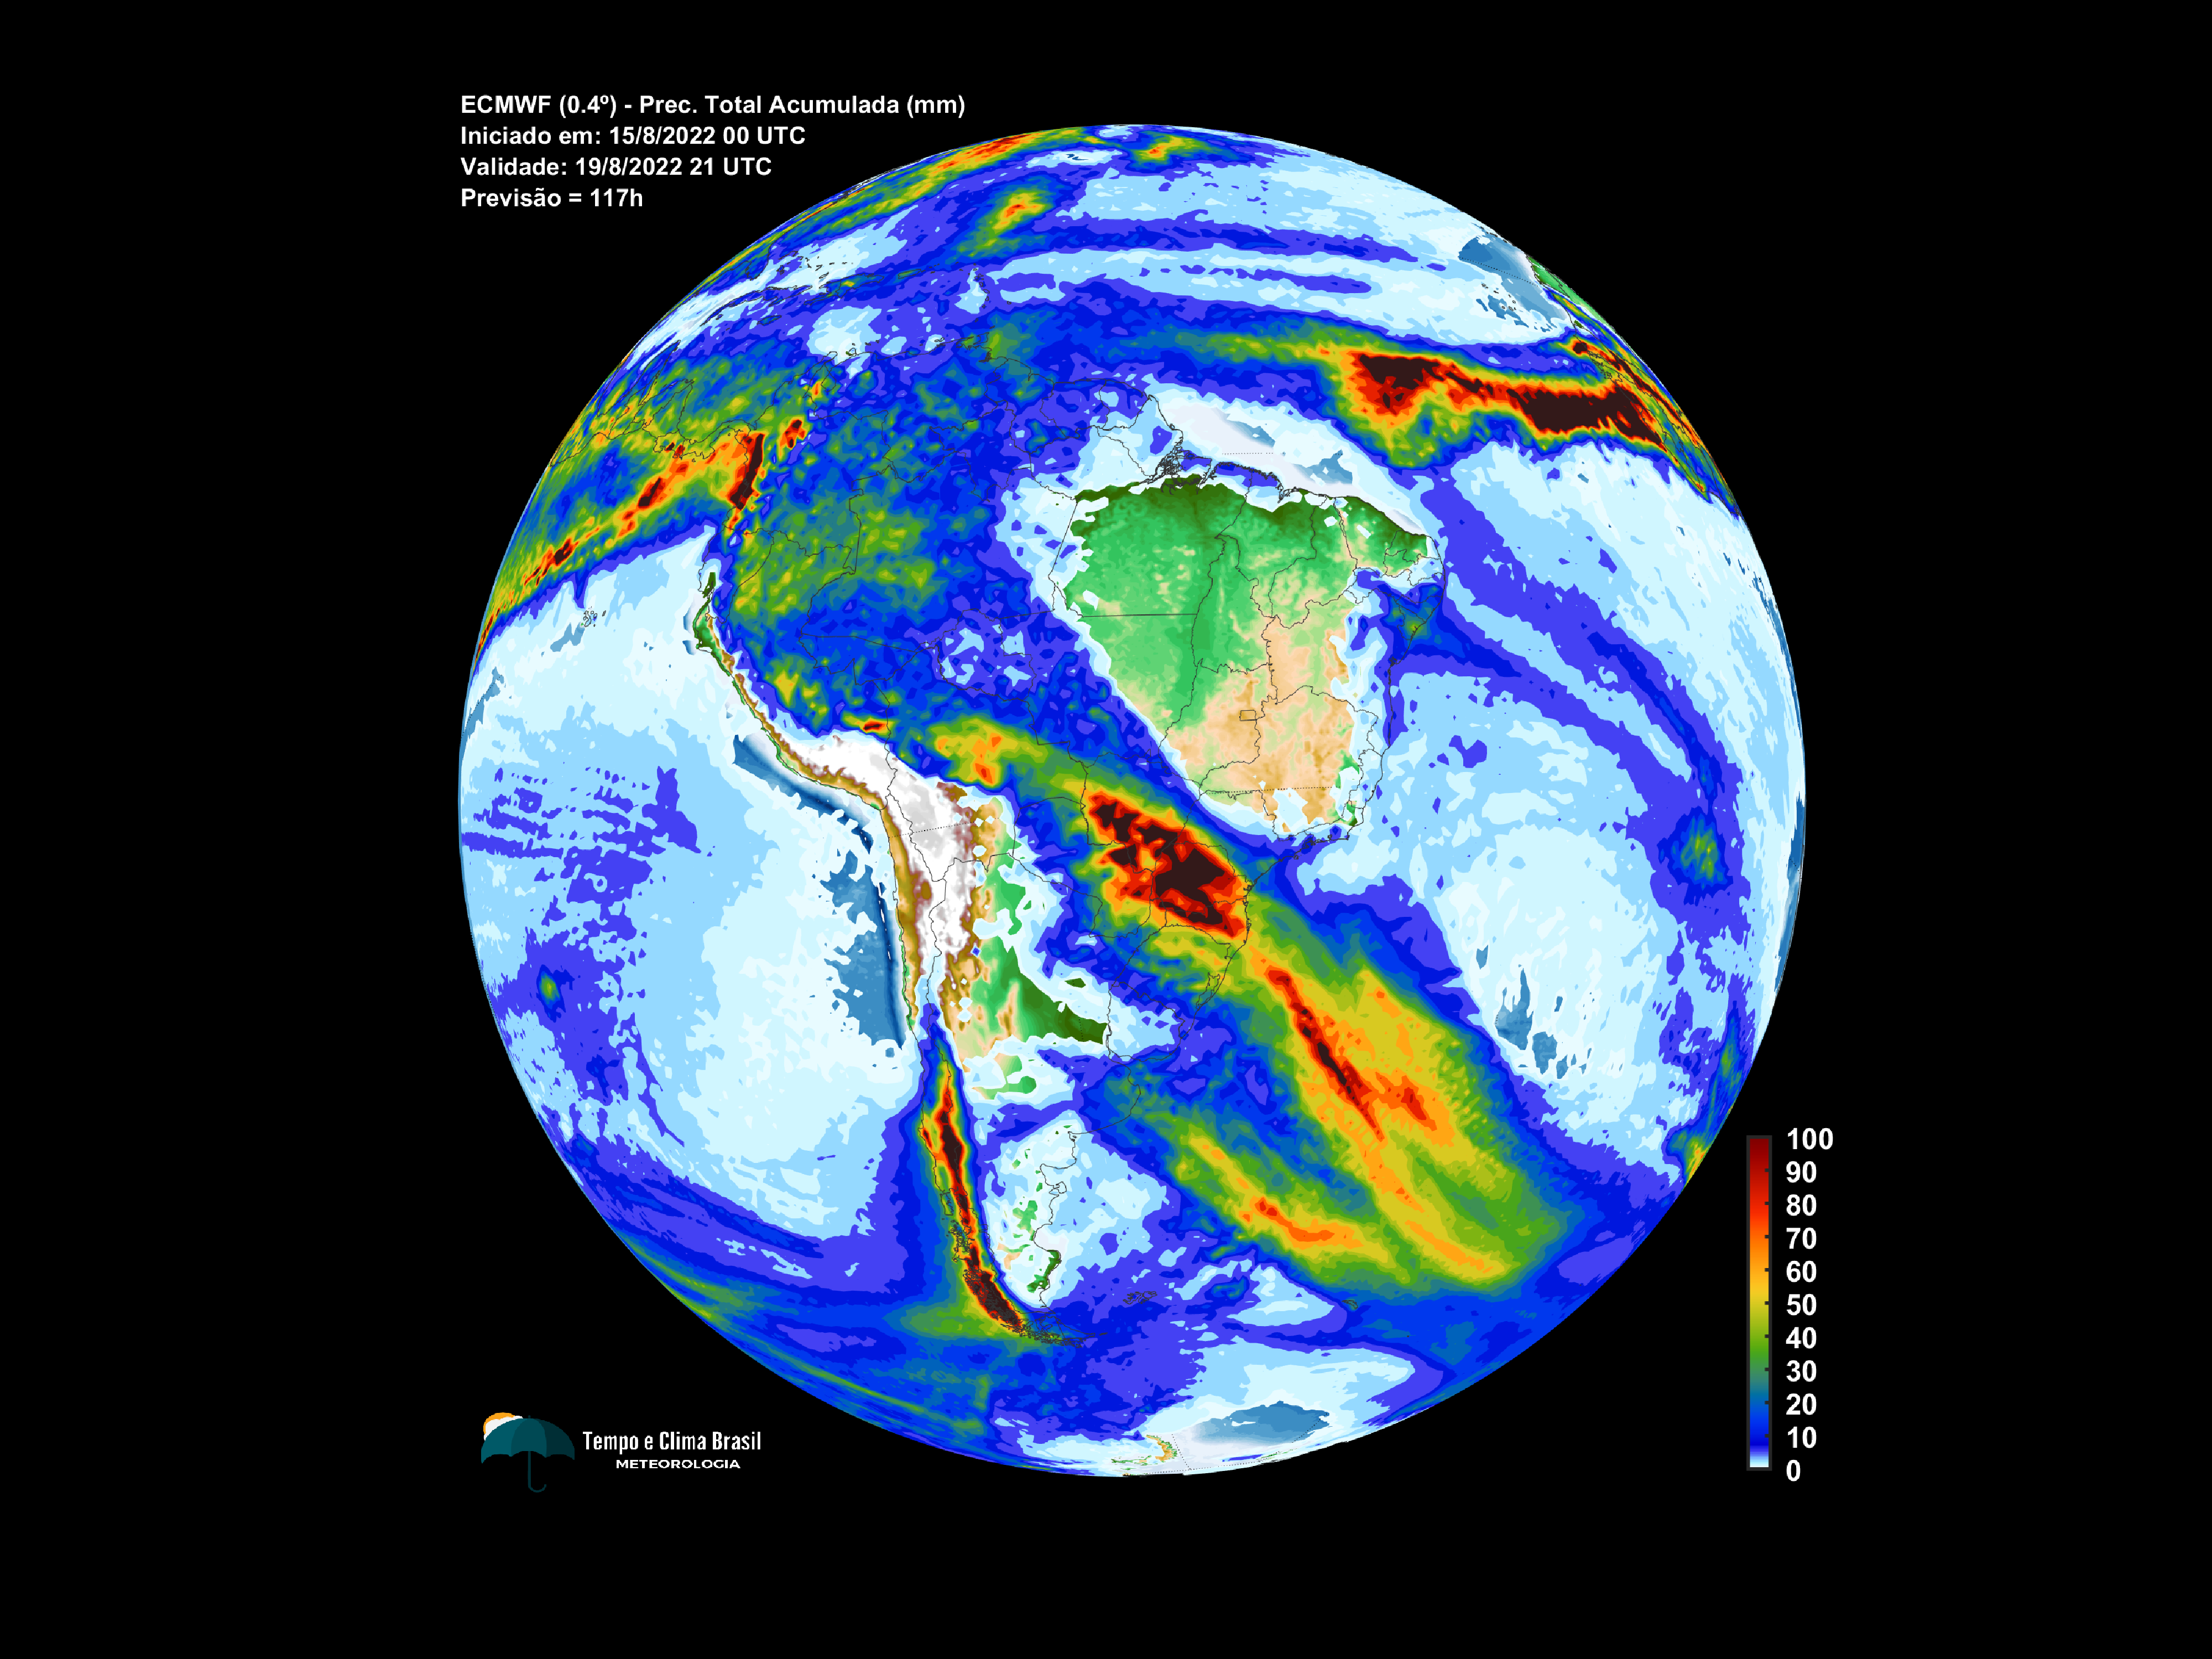 ECMWF (0.4º) - Prec. Total Acumulada (mm)
Iniciado em: 15/8/2022 00 UTC
Validade: 19/8/2022 21 UTC
Previsão = 117h
100
90
80
70
60
50
40
30
20
10
0
Tempo e Clima Brasil
METEOROLOGIA